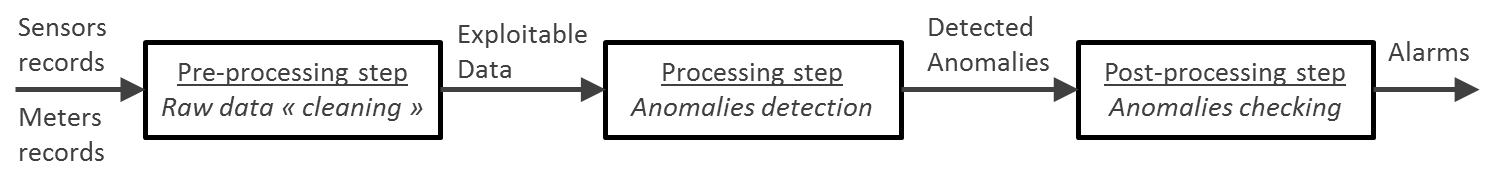 Sensors
records
Meters
records
Pre-processing step
Raw data « cleaning »
Exploitable
Data
Processing step
Anomalies detection
Detected
Anomalies
Post-processing step
Anomalies checking
Alarms